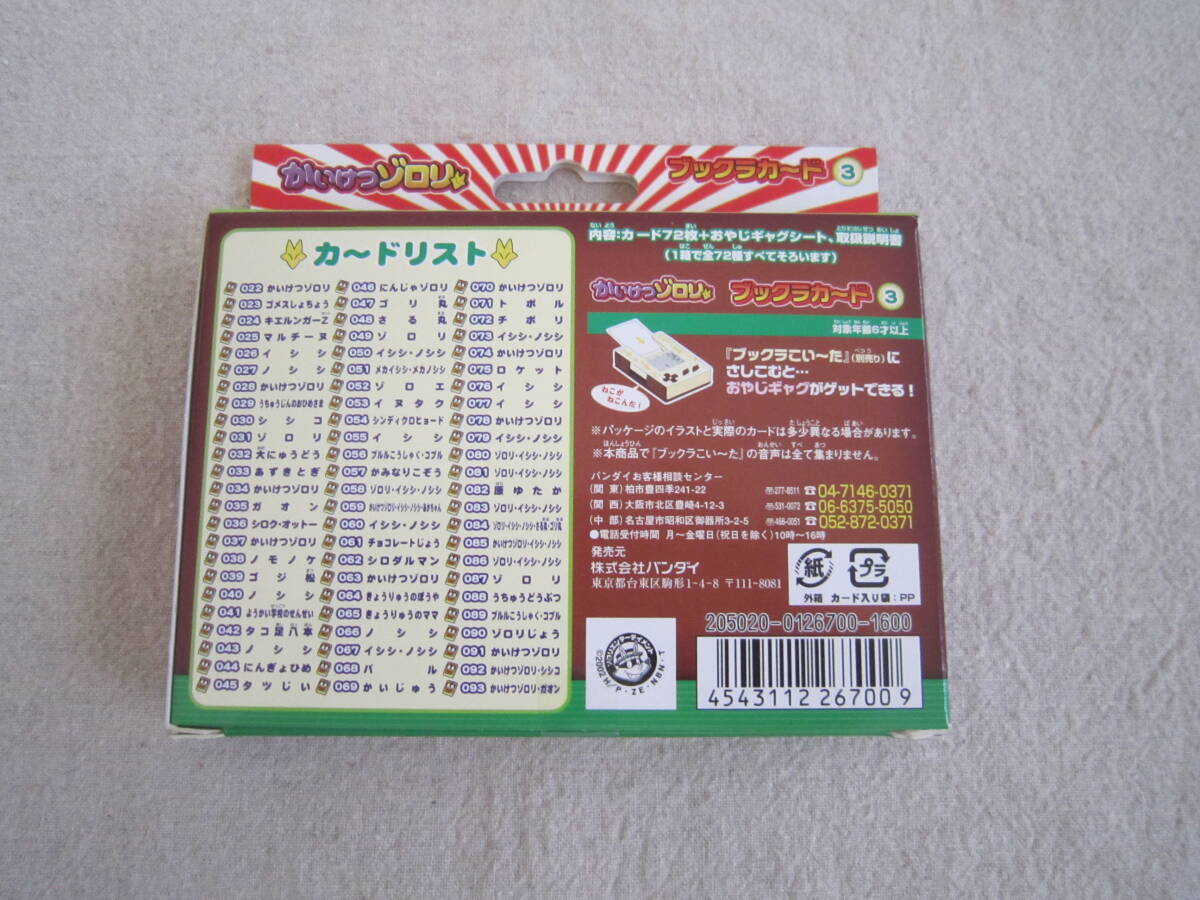 かいけつゾロリ
ブックラカ〜ド 3
カ〜ドリスト
022 かいけつゾロリ
023 ゴメスしょちょう
024 キエルンガーZ
025 マルチーヌ
026 イシシ
027 ノシシ
028 かいけつゾロリ
029 うちゅうじんのおひめさま
030 シシコ
031 ゾロリ
032 大にゅうどう
033 あずきとぎ
034 かいけつゾロリ
035 ガオン
036 シロク・オットー
037 かいけつゾロリ
038 ノモノケ
039 ゴジ松
040 ノシシ
041 ようかい学校のせんせい
042 タコ足八本
043 ノシシ
044 にんぎょひめ
045 タツじい
046 にんじゃゾロリ
047 ゴリ丸
048 さる丸
049 ゾロリ
050 イシシ・ノシシ
051 メカイシシ・メカノシシ
052 ゾロエ
053 イヌタク
054 シンディクロヒョード
055 イシシ
056 ブルルこうしゃく・コブル
057 かみなりこぞう
058 ゾロリ・イシシ・ノシシ
059 かいけつゾロリ・イシシ・ノシシ・あかちゃん
060 イシシ・ノシシ
061 チョコレートじょう
062 シロダルマン
063 かいけつゾロリ
064 きょうりゅうのぼうや
065 きょうりゅうのママ
066 ノシシ
067 イシシ・ノシシ
068 パル
069 かいじゅう
070 かいけつゾロリ
071 トポル
072 チポリ
073 イシシ・ノシシ
074 かいけつゾロリ
075 ロケット
076 イシシ
077 イシシ
078 かいけつゾロリ
079 イシシ・ノシシ
080 ゾロリ・イシシ・ノシシ
081 ゾロリ・イシシ・ノシシ
082 原ゆたか
083 ゾロリ・イシシ・ノシシ
084 ゾロリ・イシシ・ノシシ・さる丸・ゴリ丸
085 かいけつゾロリ・イシシ・ノシシ
086 ゾロリ・イシシ・ノシシ
087 ゾロリ
088 うちゅうどうぶつ
089 ブルルこうしゃく・コブル
090 ゾロリじょう
091 かいけつゾロリ
092 かいけつゾロリ・シシコ
093 かいけつゾロリ・ガオン
内容:カード72枚+おやじギャグシート、取扱説明書
(1箱で全72種すべてそろいます)
かいけつゾロリ ブックラカ〜ド 3
対象年齢6才以上
『ブックラこい〜た』(別売り)に
さしこむと…
おやじギャグがゲットできる!
ねこが
ねこんだ!
※パッケージのイラストと実際のカードは多少異なる場合があります。
※本商品で『ブックラこい〜た』の音声は全て集まりません。
バンダイお客様相談センター
(関 東)柏市豊四季241-22 〒277-8511 ☎04-7146-0371
(関 西)大阪市北区豊崎4-12-3 〒531-0072 ☎06-6375-5050
(中 部)名古屋市昭和区御器所3-2-5 〒466-0051 ☎052-872-0371
●電話受付時間 月〜金曜日(祝日を除く)10時〜16時
発売元
株式会社バンダイ
東京都台東区駒形1-4-8 〒111-8081
紙
プラ
外箱 カード入り袋:PP
205020-0126700-1600
©2002 H/P・ZE・NBN・T
4543112267009